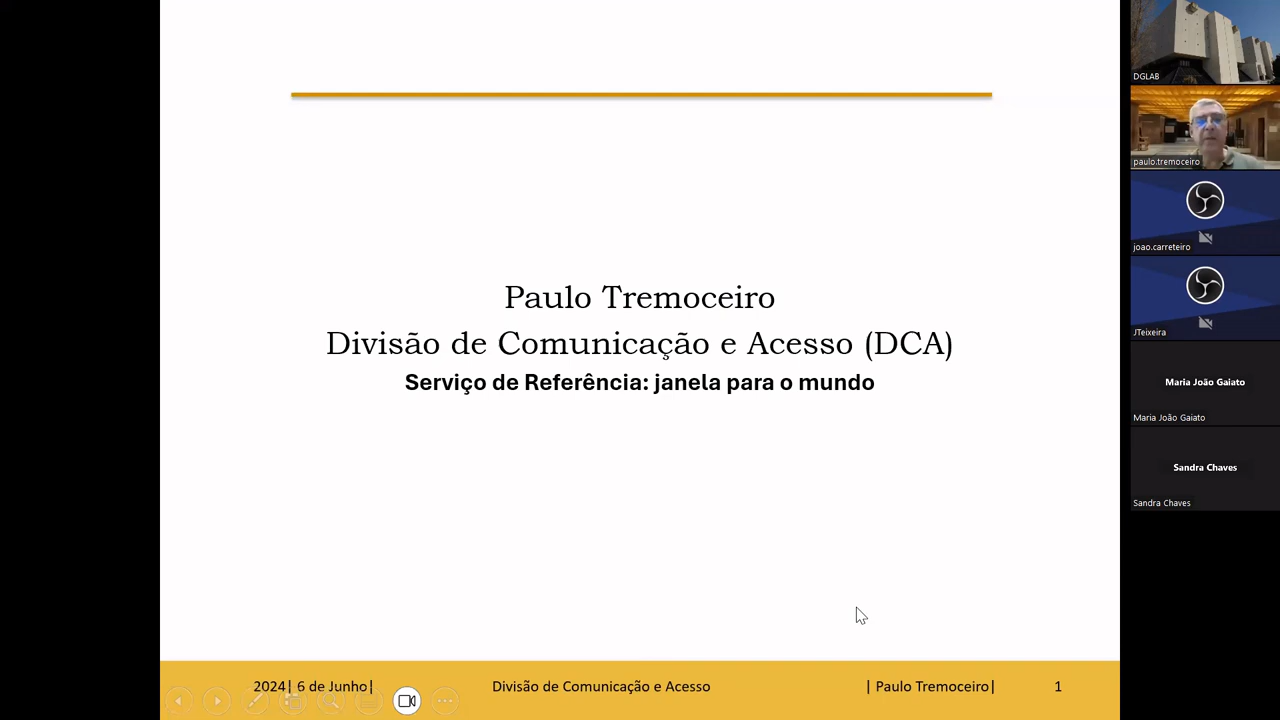 Paulo Tremoceiro
Divisão de Comunicação e Acesso (DCA)
Serviço de Referência: janela para o mundo
2024| 6 de Junho|
Divisão de Comunicação e Acesso
| Paulo Tremoceiro|
1
DGLAB
paulo.tremoceiro
joao.carreteiro
JTeixeira
Maria João Gaiato
Maria João Gaiato
Sandra Chaves
Sandra Chaves